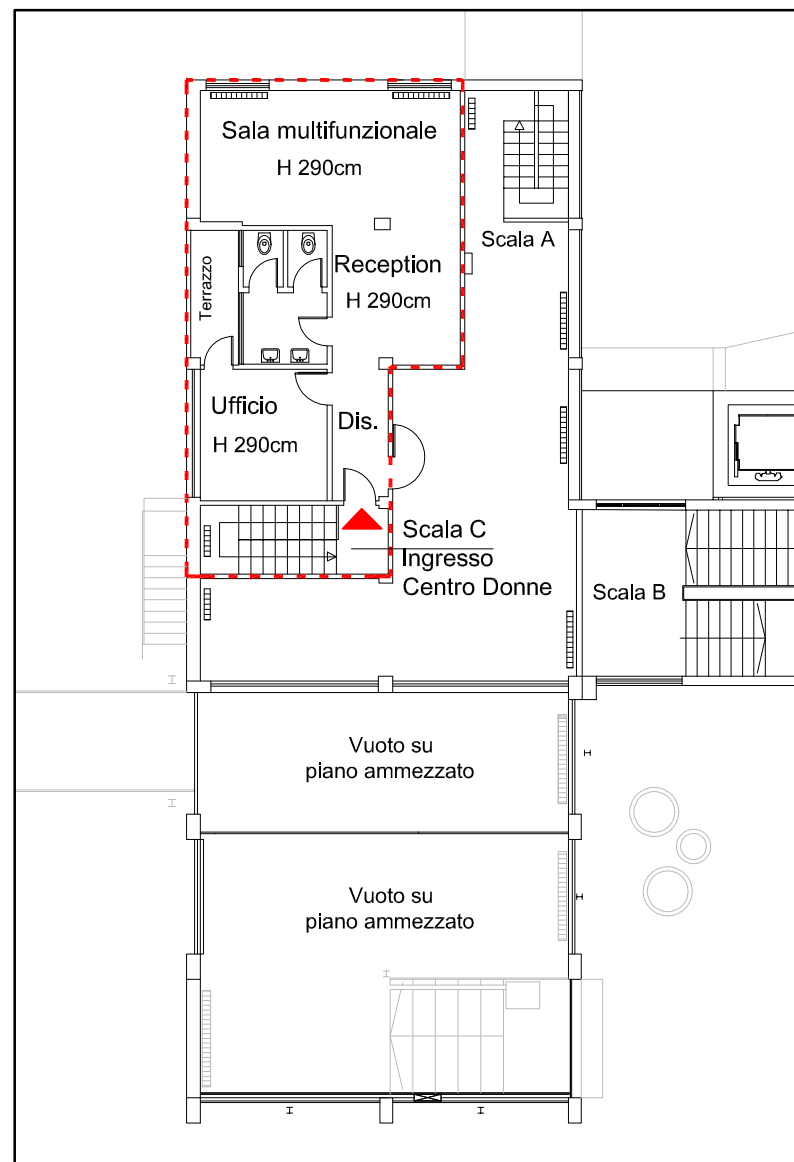 Sala multifunzionale
H 290cm
Scala A
Terrazzo
Reception
H 290cm
Ufficio
H 290cm
Dis.
Scala C
Ingresso
Centro Donne
Scala B
Vuoto su
piano ammezzato
Vuoto su
piano ammezzato